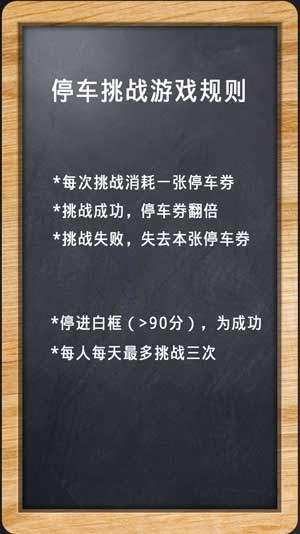 停车挑战游戏规则
*每次挑战消耗一张停车券
*挑战成功，停车券翻倍
*挑战失败，失去本张停车券
*停进白框（>90分），为成功
*每人每天最多挑战三次